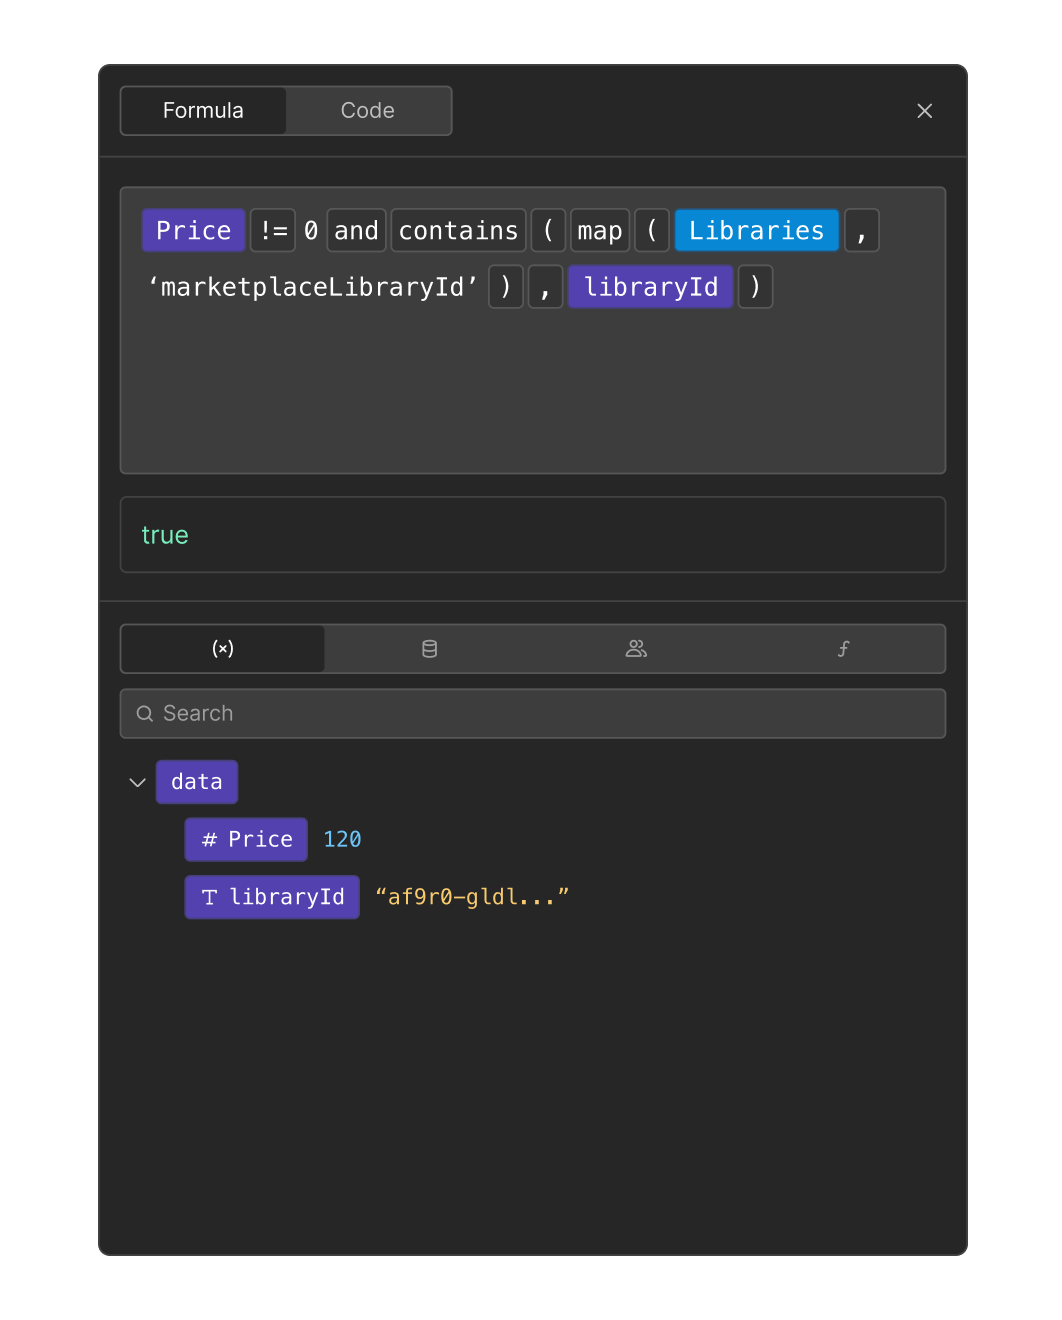 Formula Code
Price != 0 and contains ( map ( Libraries ,
‘marketplaceLibraryId’ ) , libraryId )
true
(×)
Search
data
# Price 120
T libraryId “af9r0-gldl...”